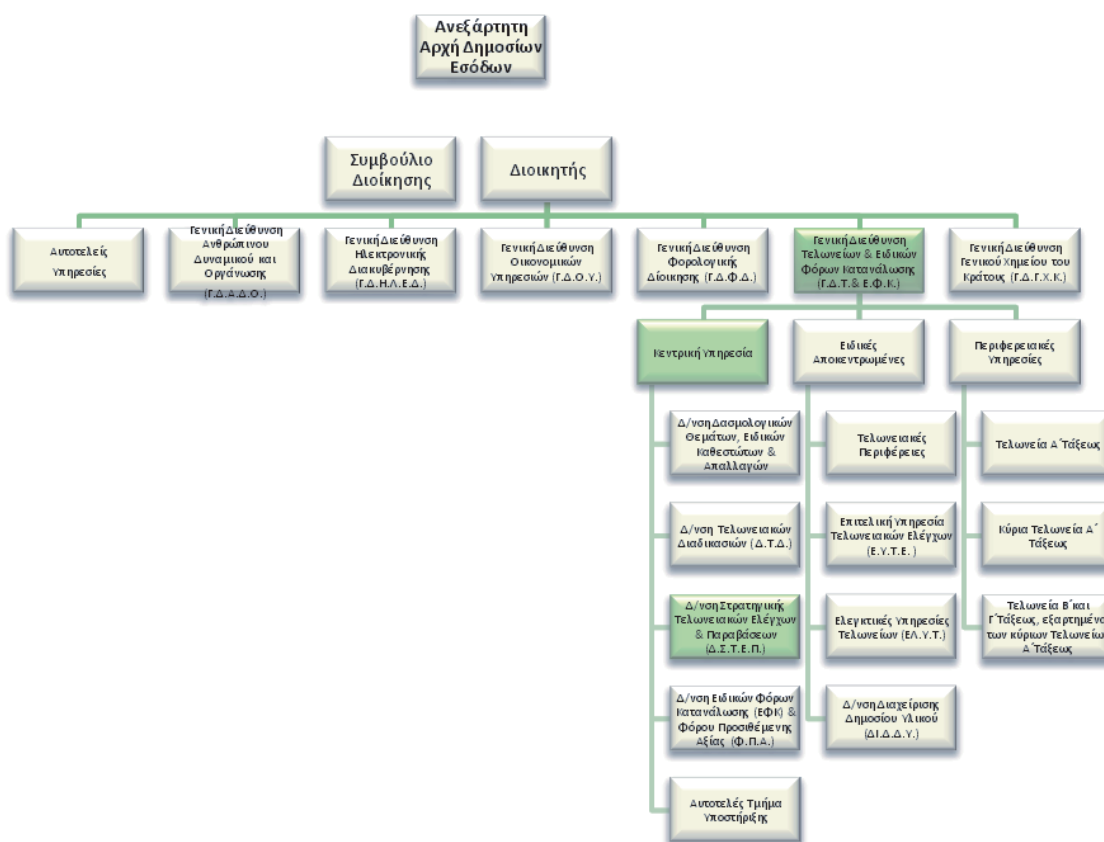 Ανεξάρτητη
Αρχή Δημοσίων
Εσόδων
Συμβούλιο
Διοίκησης
Διοικητής
Αυτοτελείς
Υπηρεσίες
Γενική Διεύθυνση
Ανθρώπινου
Δυναμικού και
Οργάνωσης
(Γ.Δ.Α.Δ.Ο.)
Γενική Διεύθυνση
Ηλεκτρονικής
Διακυβέρνησης
(Γ.Δ.Η.Λ.Ε.Δ.)
Γενική Διεύθυνση
Οικονομικών
Υπηρεσιών (Γ.Δ.Ο.Υ.)
Γενική Διεύθυνση
Φορολογικής
Δίοικησης (Γ.Δ.Φ.Δ.)
Γενική Διεύθυνση
Τελωνείων & Ειδικών
Φόρων Κατανάλωσης
(Γ.Δ.Τ.& Ε.Φ.Κ.)
Γενική Διεύθυνση
Γενικού Χημείου του
Κράτους (Γ.Δ.Γ.Χ.Κ.)
Κεντρική Υπηρεσία
Ειδικές
Αποκεντρωμένες
Περιφερειακές
Υπηρεσίες
Δ/νση Δασμολογικών
Θεμάτων, Ειδικών
Καθεστώτων &
Απαλλαγών
Τελωνειακές
Περιφέρειες
Τελωνεία Α΄Τάξεως
Δ/νση Τελωνειακών
Διαδικασιών (Δ.Τ.Δ.)
Επιτελική Υπηρεσία
Τελωνειακών Ελέγχων
(Ε.Υ.Τ.Ε. )
Κύρια Τελωνεία Α΄
Τάξεως
Δ/νση Στρατηγικής
Τελωνειακών Ελέγχων
& Παραβάσεων
(Δ.Σ.Τ.Ε.Π.)
Ελεγκτικές Υπηρεσίες
Τελωνείων (ΕΛ.Υ.Τ.)
Τελωνεία Β΄και
Γ΄Τάξεως, εξαρτημένα
των κύριων Τελωνείων
Α΄Τάξεως
Δ/νση Ειδικών Φόρων
Κατανάλωσης (ΕΦΚ) &
Φόρου Προσιθέμενης
Αξίας (Φ.Π.Α.)
Δ/νση Διαχείρισης
Δημοσίου Υλικού
(ΔΙ.Δ.Δ.Υ.)
Αυτοτελές Τμήμα
Υποστήριξης